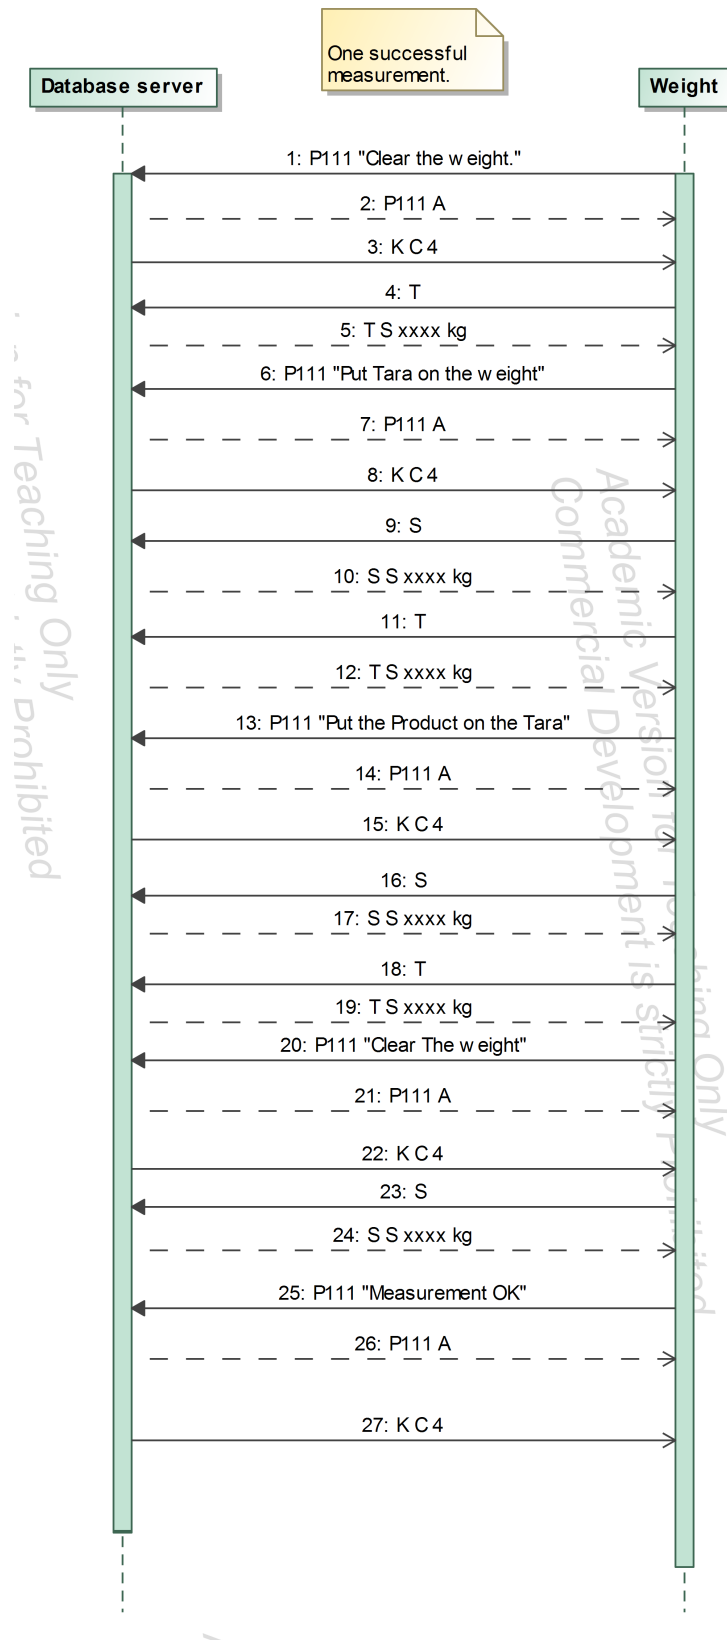 One successful
measurement.
Database server
Weight
1: P111 "Clear the weight."
2: P111 A
3: K C 4
4: T
5: T S xxxx kg
6: P111 "Put Tara on the weight"
7: P111 A
8: K C 4
9: S
10: S S xxxx kg
11: T
12: T S xxxx kg
13: P111 "Put the Product on the Tara"
14: P111 A
15: K C 4
16: S
17: S S xxxx kg
18: T
19: T S xxxx kg
20: P111 "Clear The weight"
21: P111 A
22: K C 4
23: S
24: S S xxxx kg
25: P111 "Measurement OK"
26: P111 A
27: K C 4
for Teaching Only
Prohibited
Academic Version for Teaching Only
Commercial Development is strictly Prohibited